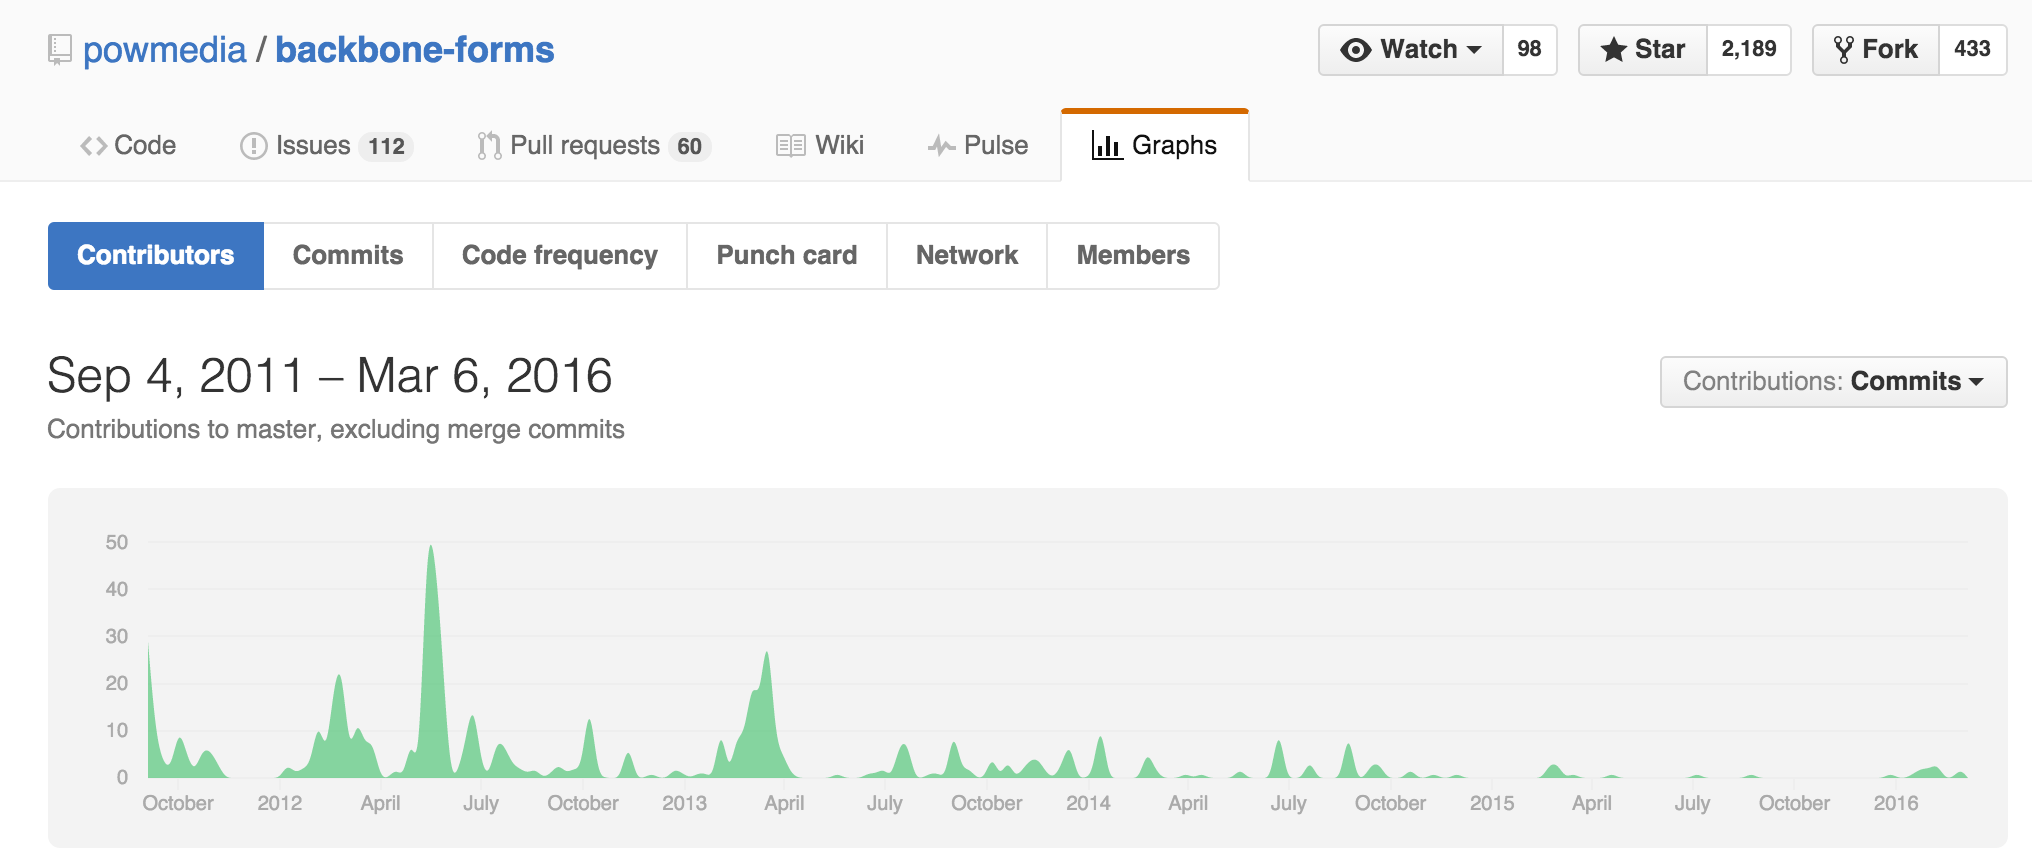 powmedia / backbone-forms
Watch 98 Star 2,189 Fork 433
Code Issues 112 Pull requests 60 Wiki Pulse Graphs
Contributors Commits Code frequency Punch card Network Members
Sep 4, 2011 – Mar 6, 2016
Contributions: Commits
Contributions to master, excluding merge commits
50
40
30
20
10
0
October 2012 April July October 2013 April July October 2014 April July October 2015 April July October 2016